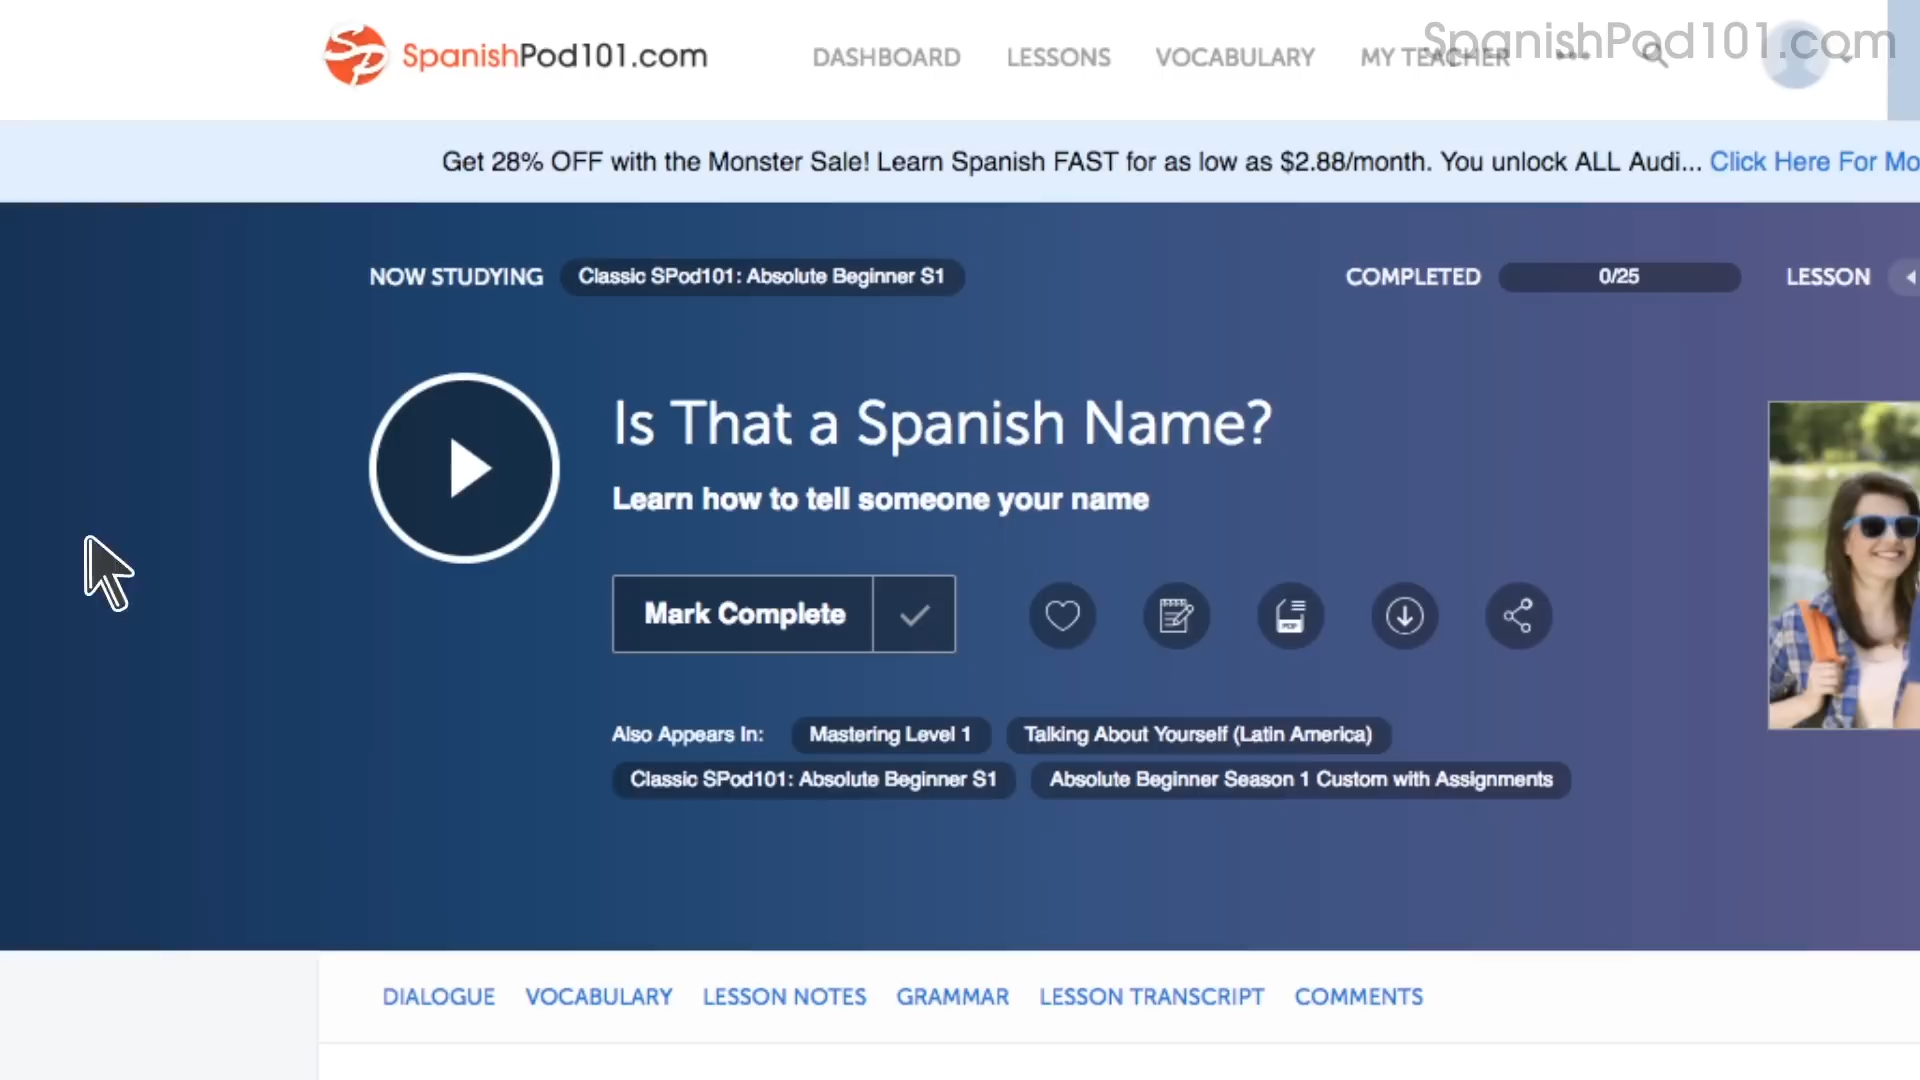 SpanishPod101.com
SpanishPod101.com DASHBOARD LESSONS VOCABULARY MY TEACHER
Get 28% OFF with the Monster Sale! Learn Spanish FAST for as low as $2.88/month. You unlock ALL Audi... Click Here For Mo
NOW STUDYING Classic SPod101: Absolute Beginner S1 COMPLETED 0/25 LESSON
Is That a Spanish Name?
Learn how to tell someone your name
Mark Complete
PDF
Also Appears In: Mastering Level 1 Talking About Yourself (Latin America)
Classic SPod101: Absolute Beginner S1 Absolute Beginner Season 1 Custom with Assignments
DIALOGUE VOCABULARY LESSON NOTES GRAMMAR LESSON TRANSCRIPT COMMENTS